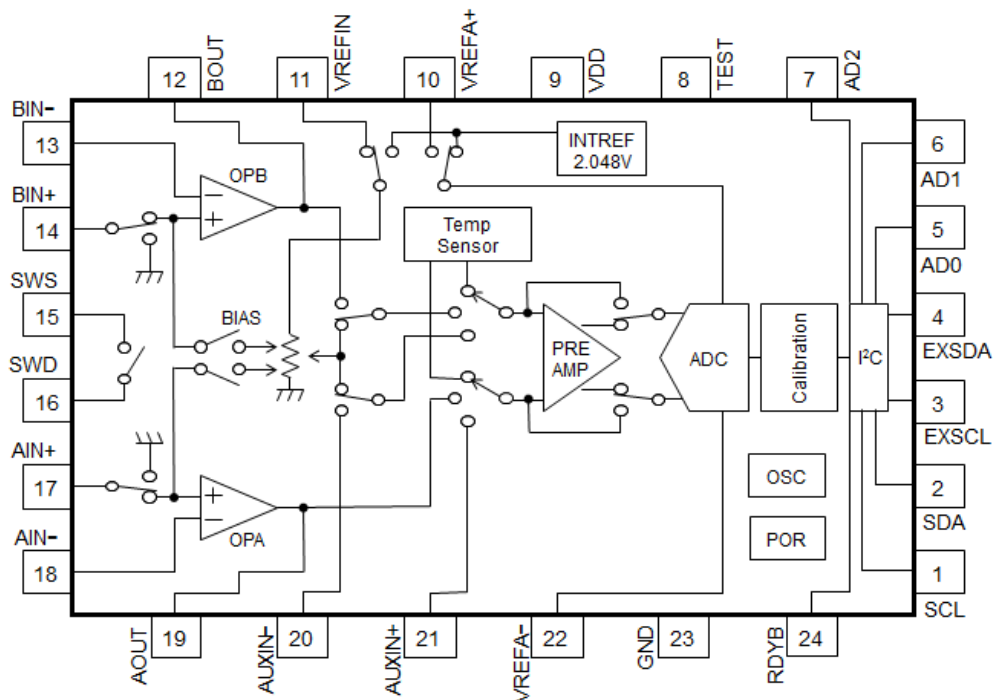 BOUT
VREFIN
VREFA+
VDD
TEST
AD2
12
11
10
9
8
7
BIN−
13
INTREF
2.048V
6
AD1
OPB
−
+
BIN+
14
Temp
Sensor
5
AD0
SWS
15
BIAS
4
EXSDA
PRE
AMP
ADC
Calibration
I²C
SWD
16
3
EXSCL
AIN+
17
+
−
OPA
OSC
2
SDA
AIN−
18
POR
1
SCL
19
20
21
22
23
24
AOUT
AUXIN−
AUXIN+
VREFA−
GND
RDYB